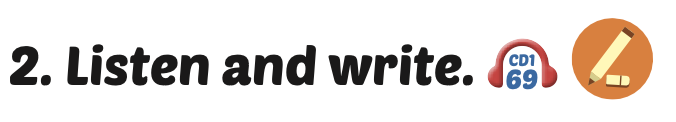 2. Listen and write. CD1
69